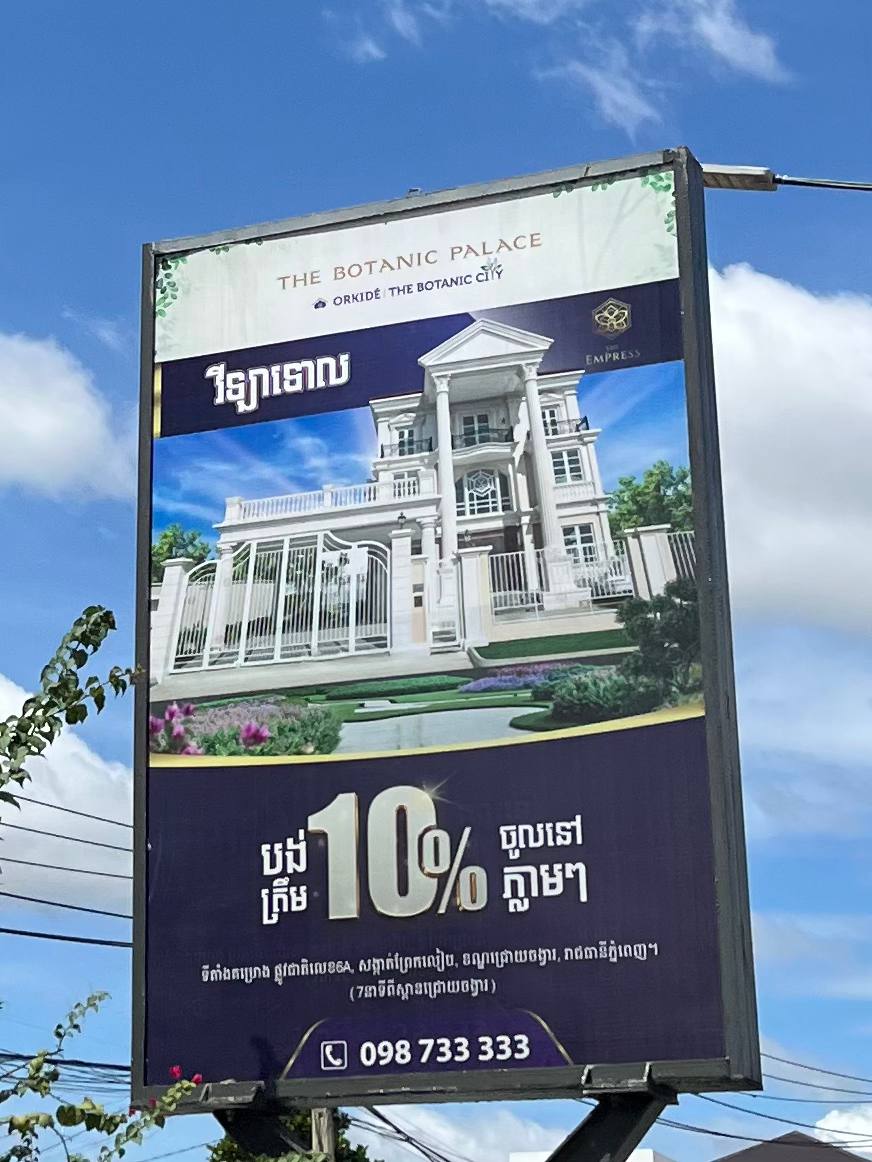 THE BOTANIC PALACE
ORKIDÉ | THE BOTANIC CITY
THE
EMPRESS
វីឡាទោល
បង់
ត្រឹម
10%
ចូលនៅ
ភ្លាមៗ
ទីតាំងគម្រោង ផ្លូវជាតិលេខ6A, សង្កាត់ព្រែកលៀប, ខណ្ឌជ្រោយចង្វារ, រាជធានីភ្នំពេញ។
(7នាទីពីស្ពានជ្រោយចង្វារ)
098 733 333